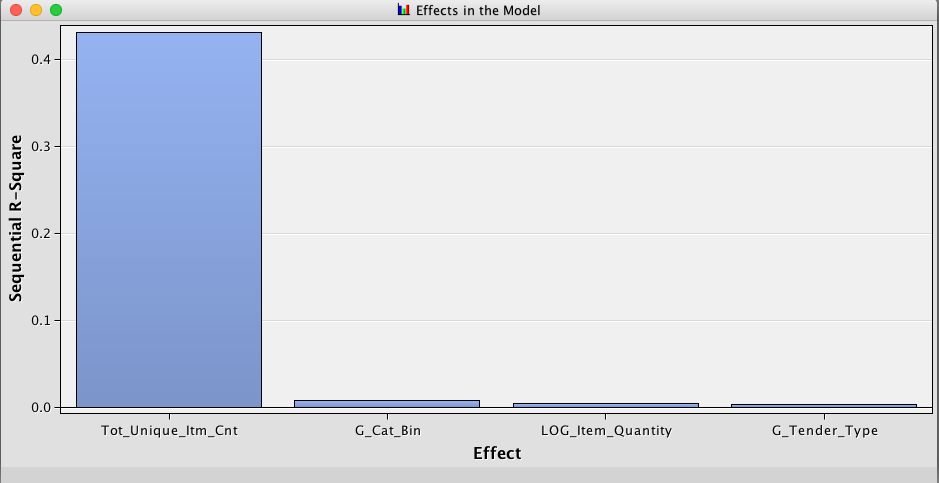 Effects in the Model
Sequential R-Square
0.4
0.3
0.2
0.1
0.0
Tot_Unique_Itm_Cnt
G_Cat_Bin
LOG_Item_Quantity
G_Tender_Type
Effect